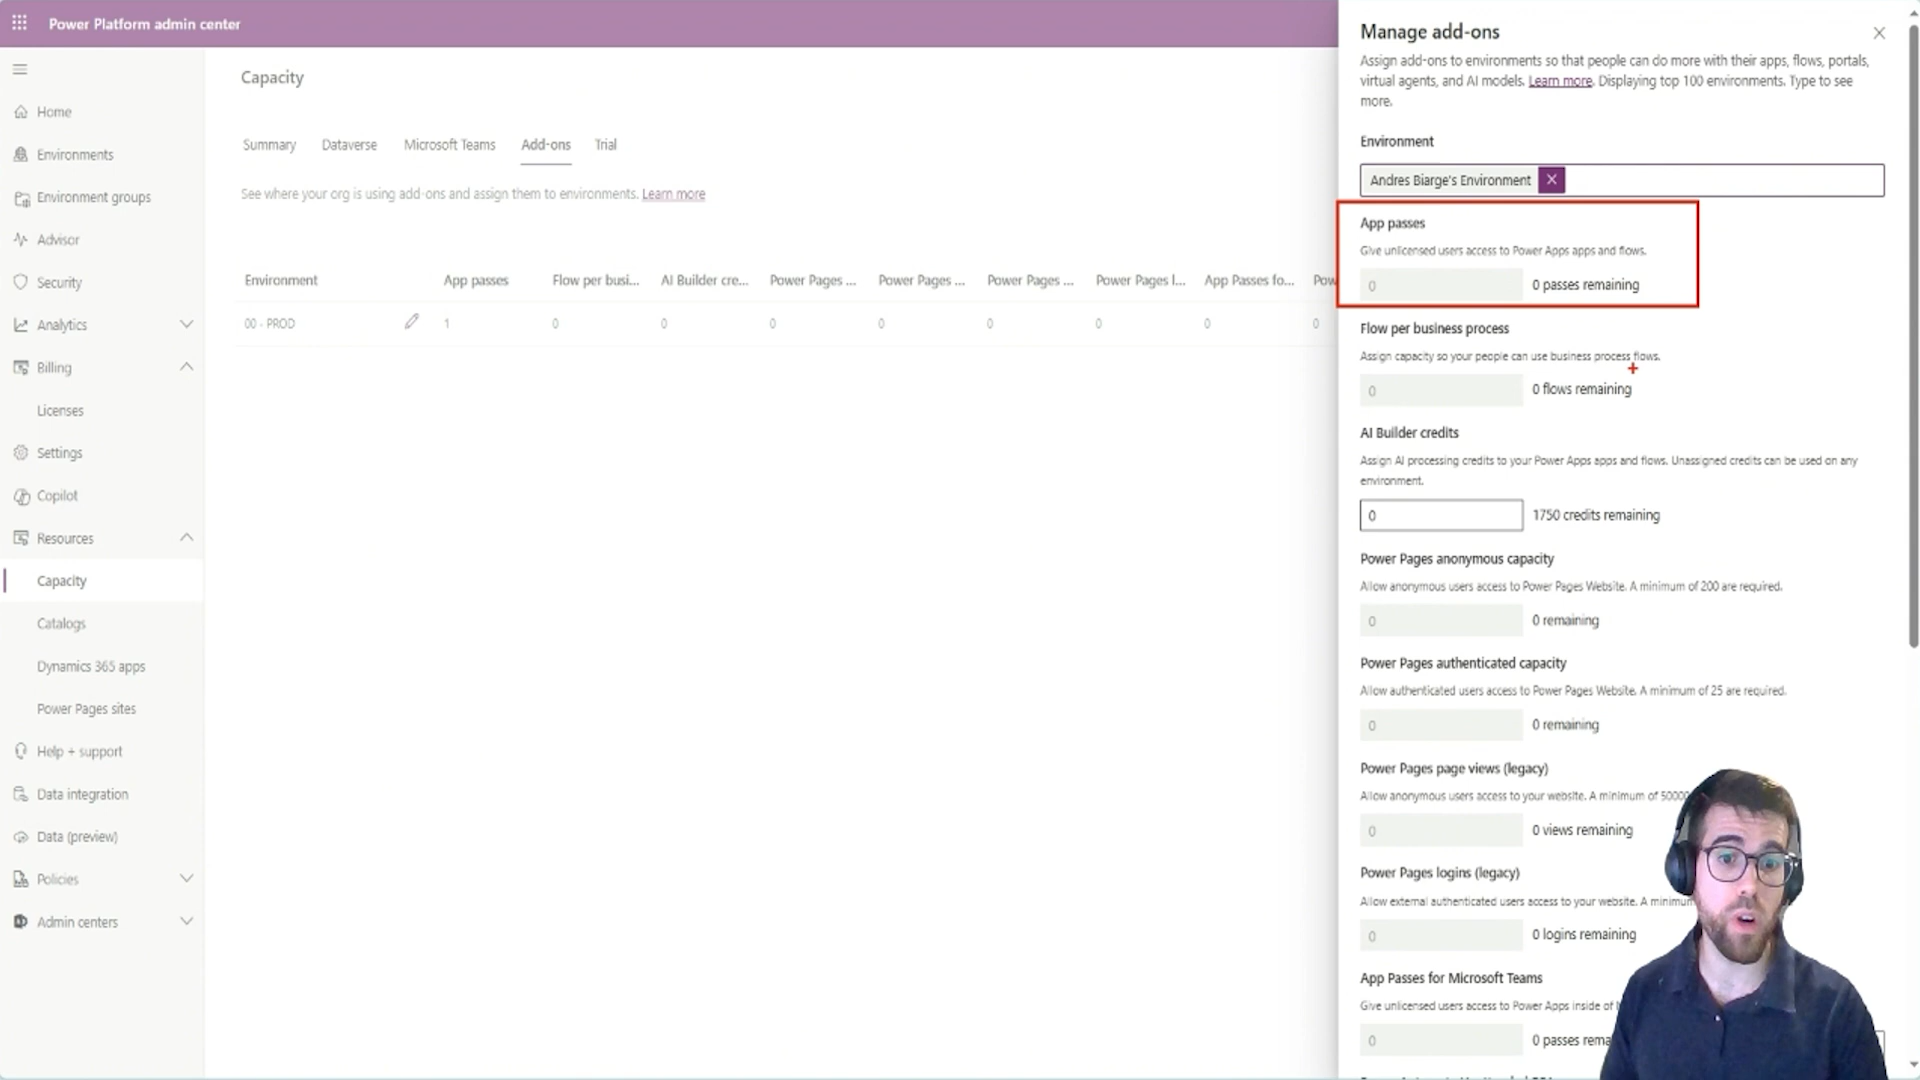 Power Platform admin center
Home
Environments
Environment groups
Advisor
Security
Analytics
Billing
Licenses
Settings
Copilot
Resources
Capacity
Catalogs
Dynamics 365 apps
Power Pages sites
Help + support
Data integration
Data (preview)
Policies
Admin centers
Capacity
Summary Dataverse Microsoft Teams Add-ons Trial
See where your org is using add-ons and assign them to environments. Learn more
Environment App passes Flow per busi... AI Builder cre... Power Pages ... Power Pages ... Power Pages ... Power Pages l... App Passes fo... Pow
00 - PROD 1 0 0 0 0 0 0 0 0
Manage add-ons
Assign add-ons to environments so that people can do more with their apps, flows, portals,
virtual agents, and AI models. Learn more. Displaying top 100 environments. Type to see
more.
Environment
Andres Biarge's Environment
App passes
Give unlicensed users access to Power Apps apps and flows.
0 0 passes remaining
Flow per business process
Assign capacity so your people can use business process flows.
0 0 flows remaining
AI Builder credits
Assign AI processing credits to your Power Apps apps and flows. Unassigned credits can be used on any
environment.
0 1750 credits remaining
Power Pages anonymous capacity
Allow anonymous users access to Power Pages Website. A minimum of 200 are required.
0 0 remaining
Power Pages authenticated capacity
Allow authenticated users access to Power Pages Website. A minimum of 25 are required.
0 0 remaining
Power Pages page views (legacy)
Allow anonymous users access to your website. A minimum of 50000
0 0 views remaining
Power Pages logins (legacy)
Allow external authenticated users access to your website. A minimum
0 0 logins remaining
App Passes for Microsoft Teams
Give unlicensed users access to Power Apps inside of
0 0 passes rema